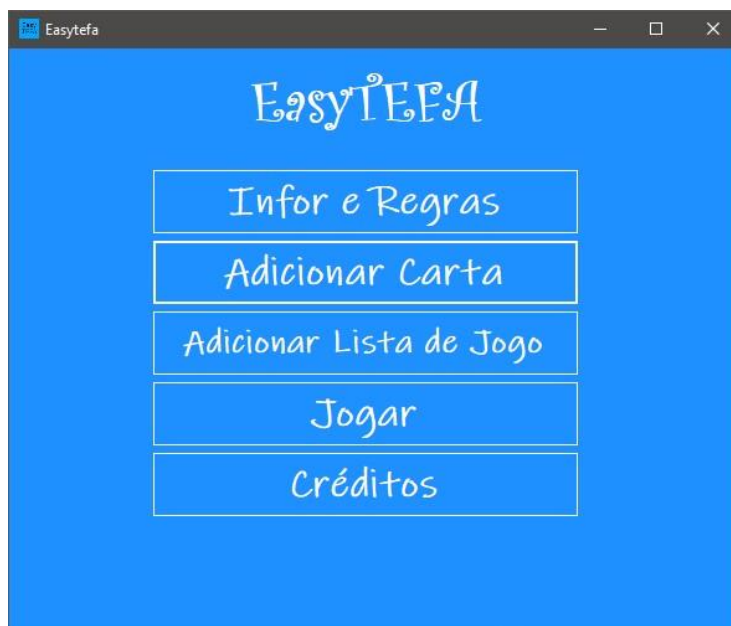 Easytefa
EasyTEFA
Infor e Regras
Adicionar Carta
Adicionar Lista de Jogo
Jogar
Créditos